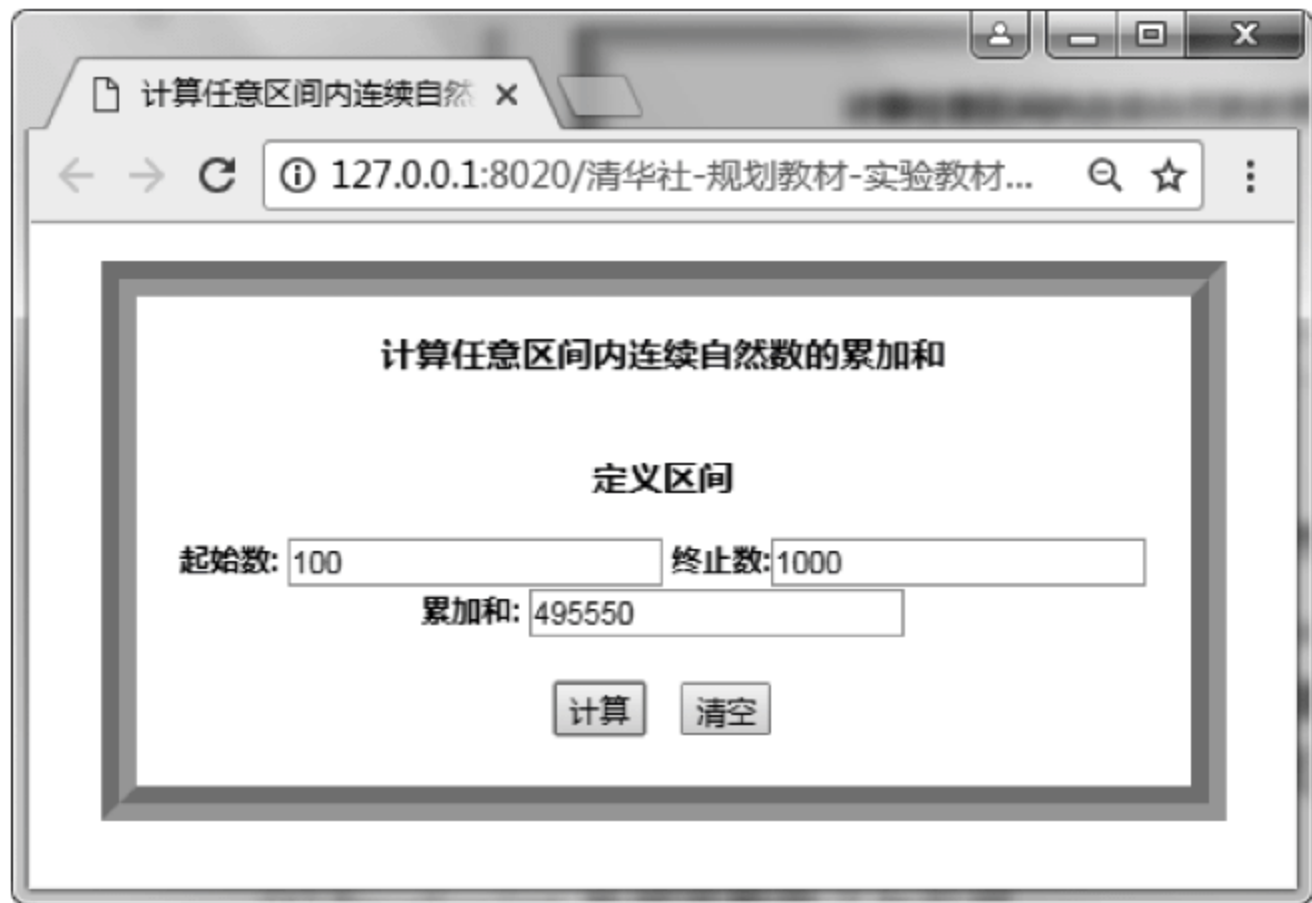 计算任意区间内连续自然
127.0.0.1:8020/清华社-规划教材-实验教材...
计算任意区间内连续自然数的累加和
定义区间
起始数: 100 终止数: 1000
累加和: 495550
计算 清空